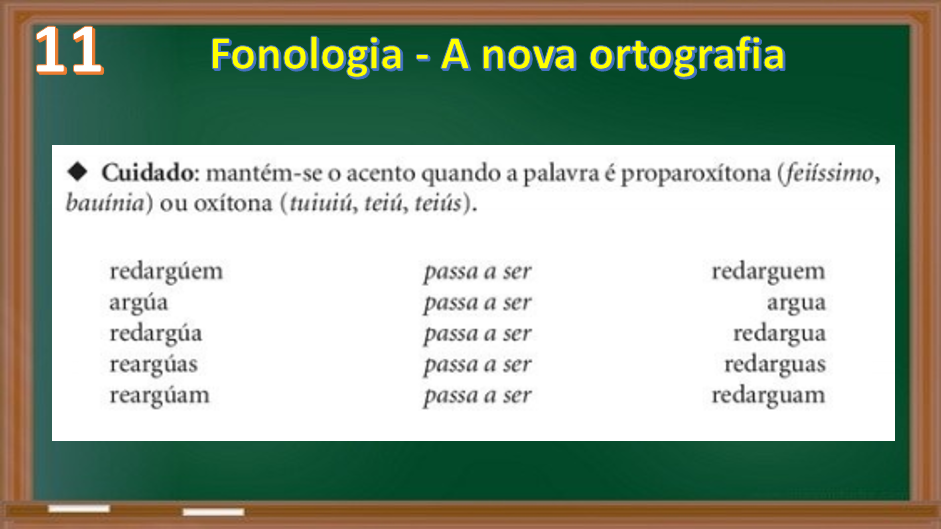 11
Fonologia - A nova ortografia
◆ Cuidado: mantém-se o acento quando a palavra é proparoxítona (feiíssimo,
bauínia) ou oxítona (tuiuiú, teiú, teiús).
redargúem passa a ser redarguem
argúa passa a ser argua
redargúa passa a ser redargua
reargúas passa a ser redarguas
reargúam passa a ser redarguam